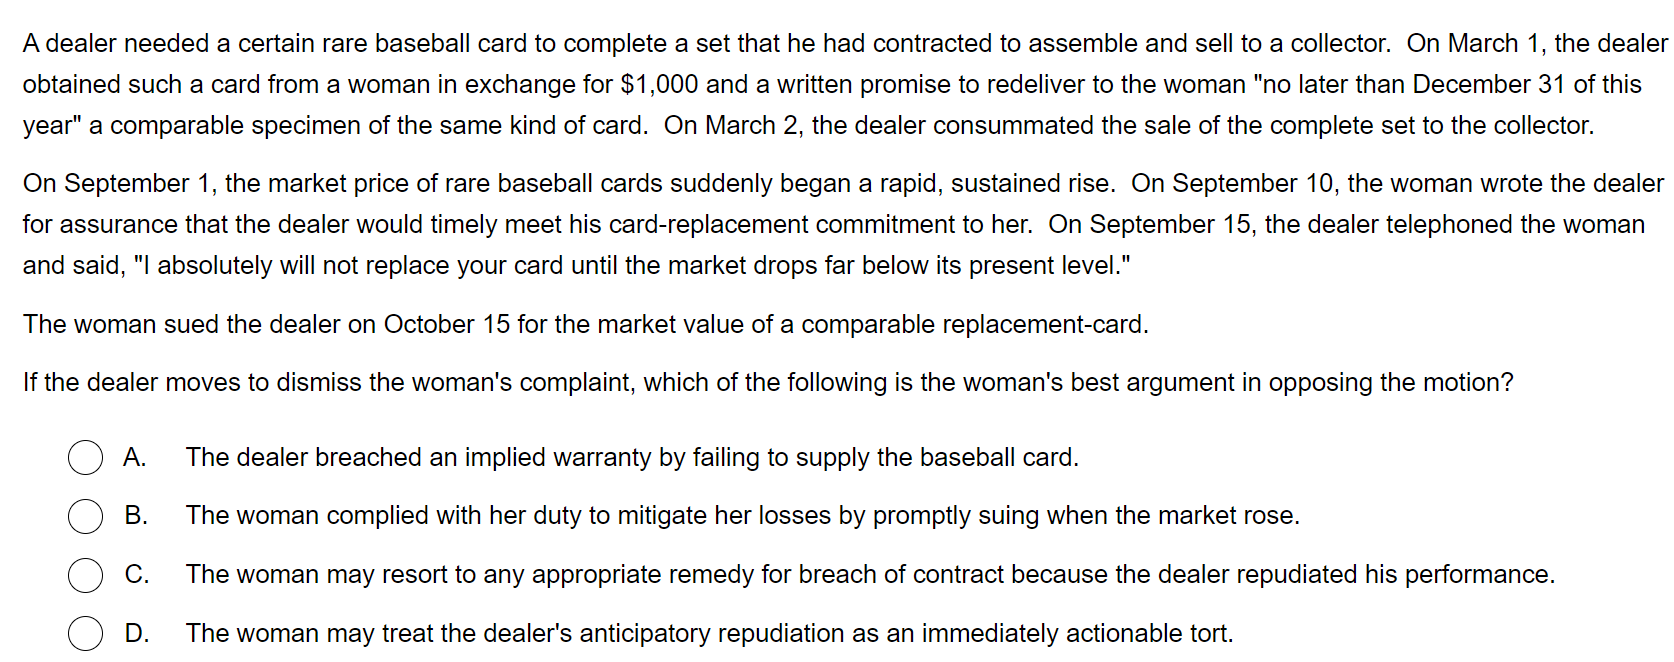 A dealer needed a certain rare baseball card to complete a set that he had contracted to assemble and sell to a collector.  On March 1, the dealer
obtained such a card from a woman in exchange for $1,000 and a written promise to redeliver to the woman "no later than December 31 of this
year" a comparable specimen of the same kind of card.  On March 2, the dealer consummated the sale of the complete set to the collector.
On September 1, the market price of rare baseball cards suddenly began a rapid, sustained rise.  On September 10, the woman wrote the dealer
for assurance that the dealer would timely meet his card-replacement commitment to her.  On September 15, the dealer telephoned the woman
and said, "I absolutely will not replace your card until the market drops far below its present level."
The woman sued the dealer on October 15 for the market value of a comparable replacement-card.
If the dealer moves to dismiss the woman's complaint, which of the following is the woman's best argument in opposing the motion?
A. The dealer breached an implied warranty by failing to supply the baseball card.
B. The woman complied with her duty to mitigate her losses by promptly suing when the market rose.
C. The woman may resort to any appropriate remedy for breach of contract because the dealer repudiated his performance.
D. The woman may treat the dealer's anticipatory repudiation as an immediately actionable tort.